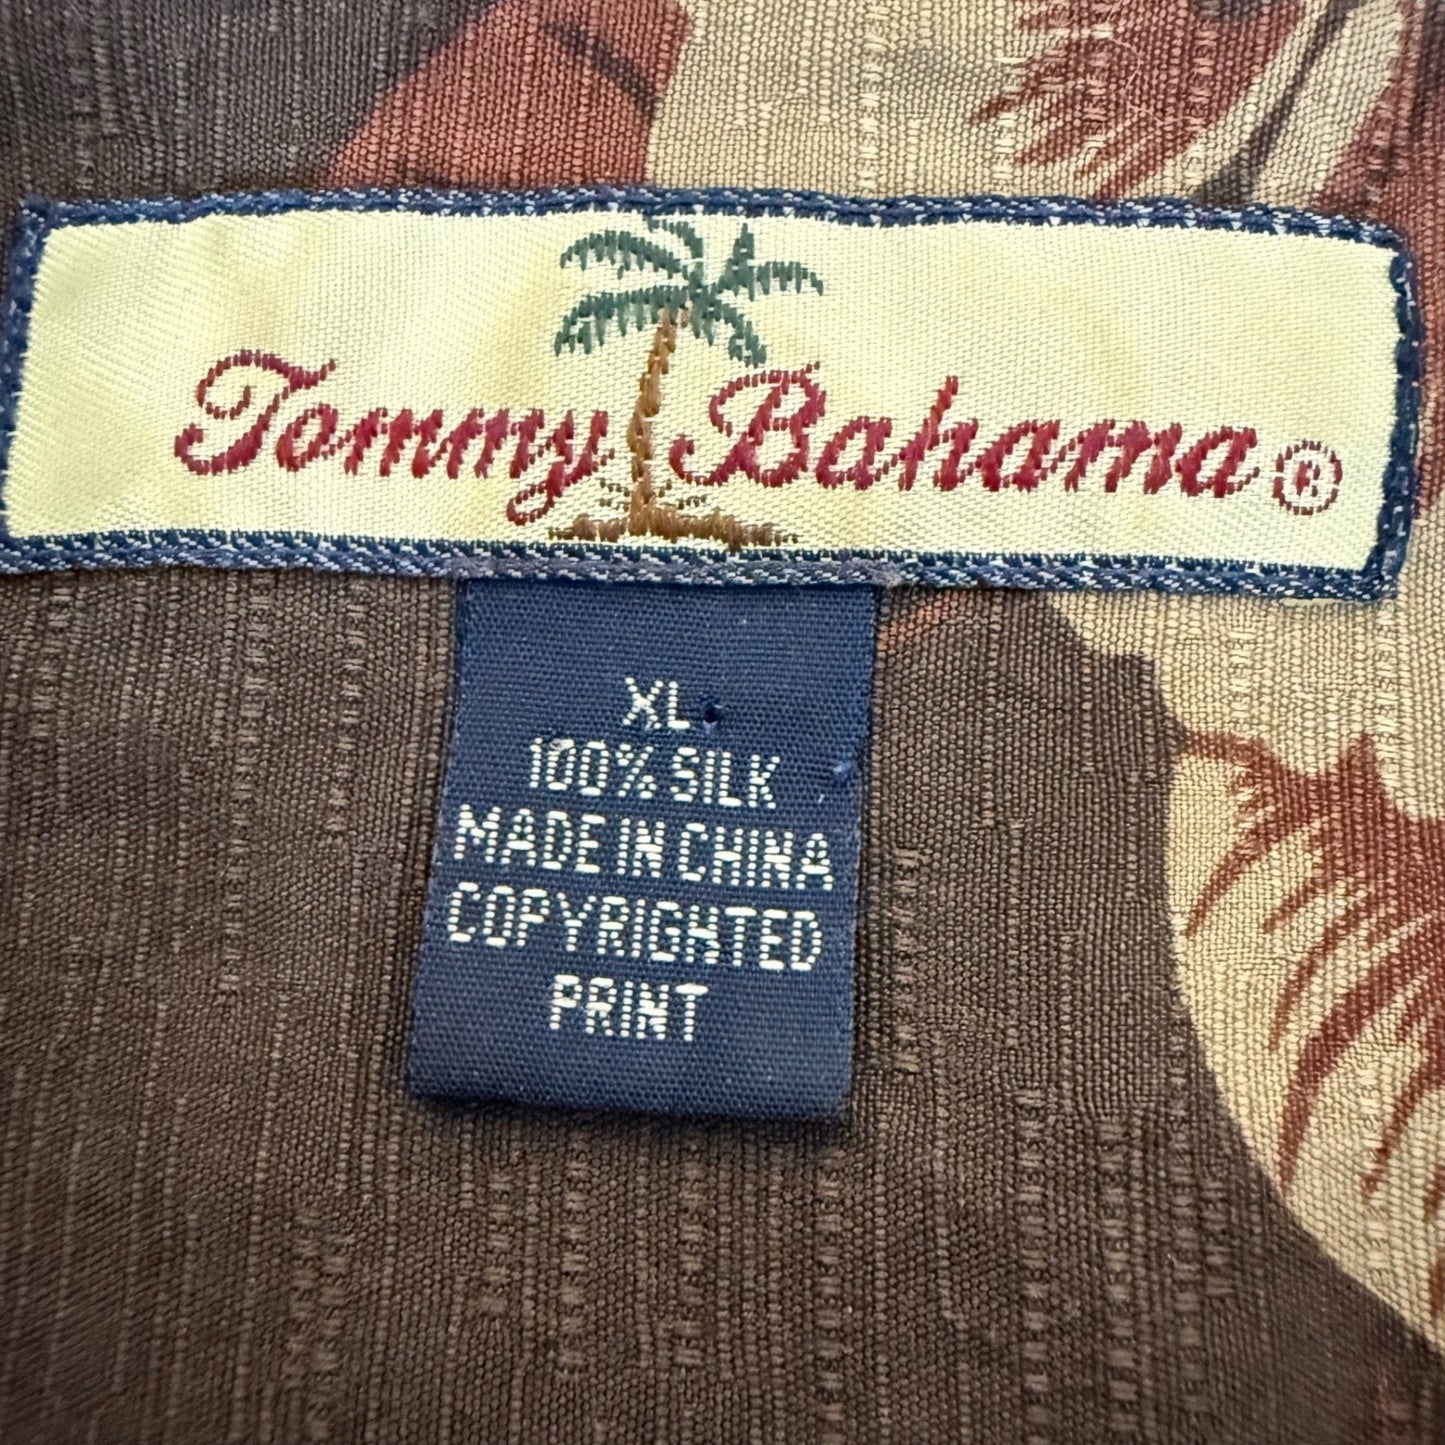 Tommy Bahama®
XL
100% SILK
MADE IN CHINA
COPYRIGHTED
PRINT